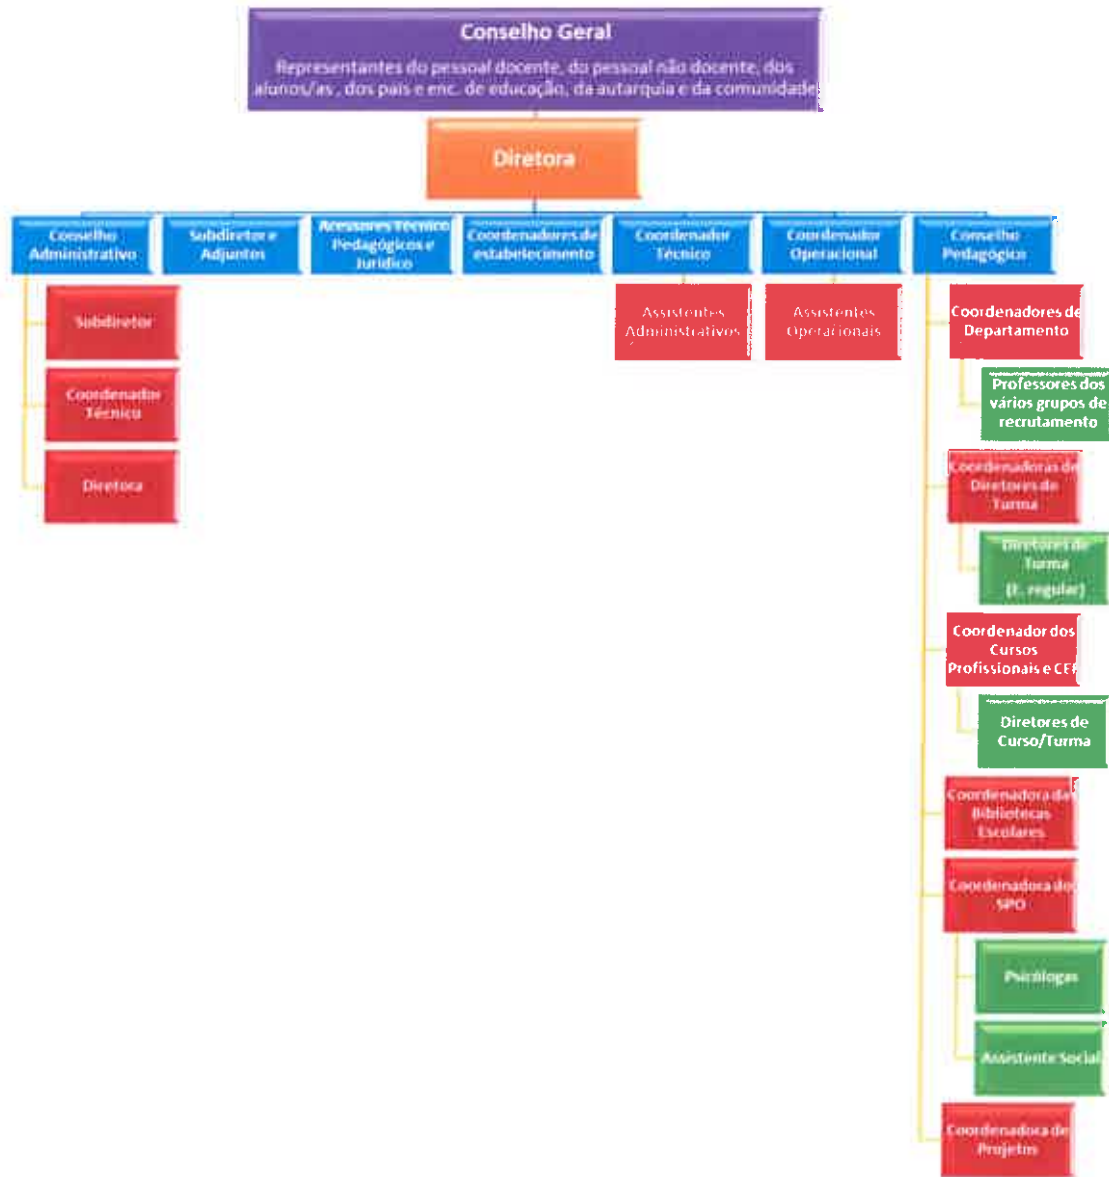 Conselho Geral
Representantes do pessoal docente, do pessoal não docente, dos
alunos/as , dos pais e enc. de educação, da autarquia e da comunidade
Diretora
Conselho
Administrativo
Subdiretor e
Adjuntos
Acessores Técnico
Pedagógicos e
Jurídico
Coordenadores de
estabelecimento
Coordenador
Técnico
Coordenador
Operacional
Conselho
Pedagógico
Subdiretor
Coordenador
Técnico
Diretora
Assistentes
Administrativos
Assistentes
Operacionais
Coordenadores de
Departamento
Professores dos
vários grupos de
recrutamento
Coordenadoras de
Diretores de
Turma
Diretores de
Turma
(E. regular)
Coordenador dos
Cursos
Profissionais e CEF
Diretores de
Curso/Turma
Coordenadora das
Bibliotecas
Escolares
Coordenadora do
SPO
Psicólogas
Assistente Social
Coordenadora de
Projetos